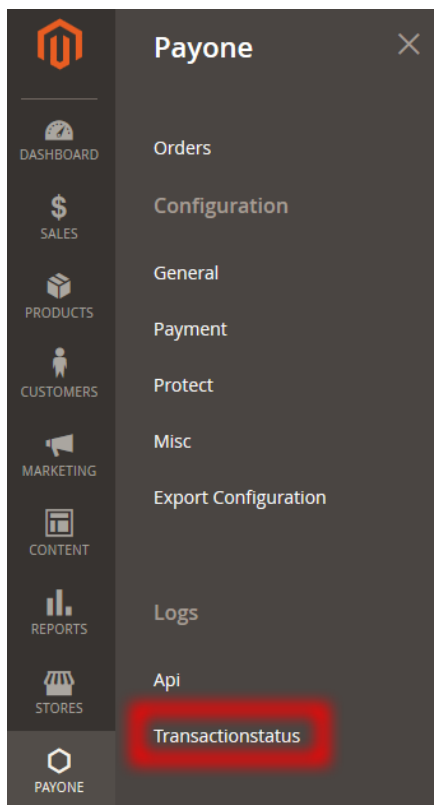 DASHBOARD
SALES
PRODUCTS
CUSTOMERS
MARKETING
CONTENT
REPORTS
STORES
PAYONE
Payone
Orders
Configuration
General
Payment
Protect
Misc
Export Configuration
Logs
Api
Transactionstatus